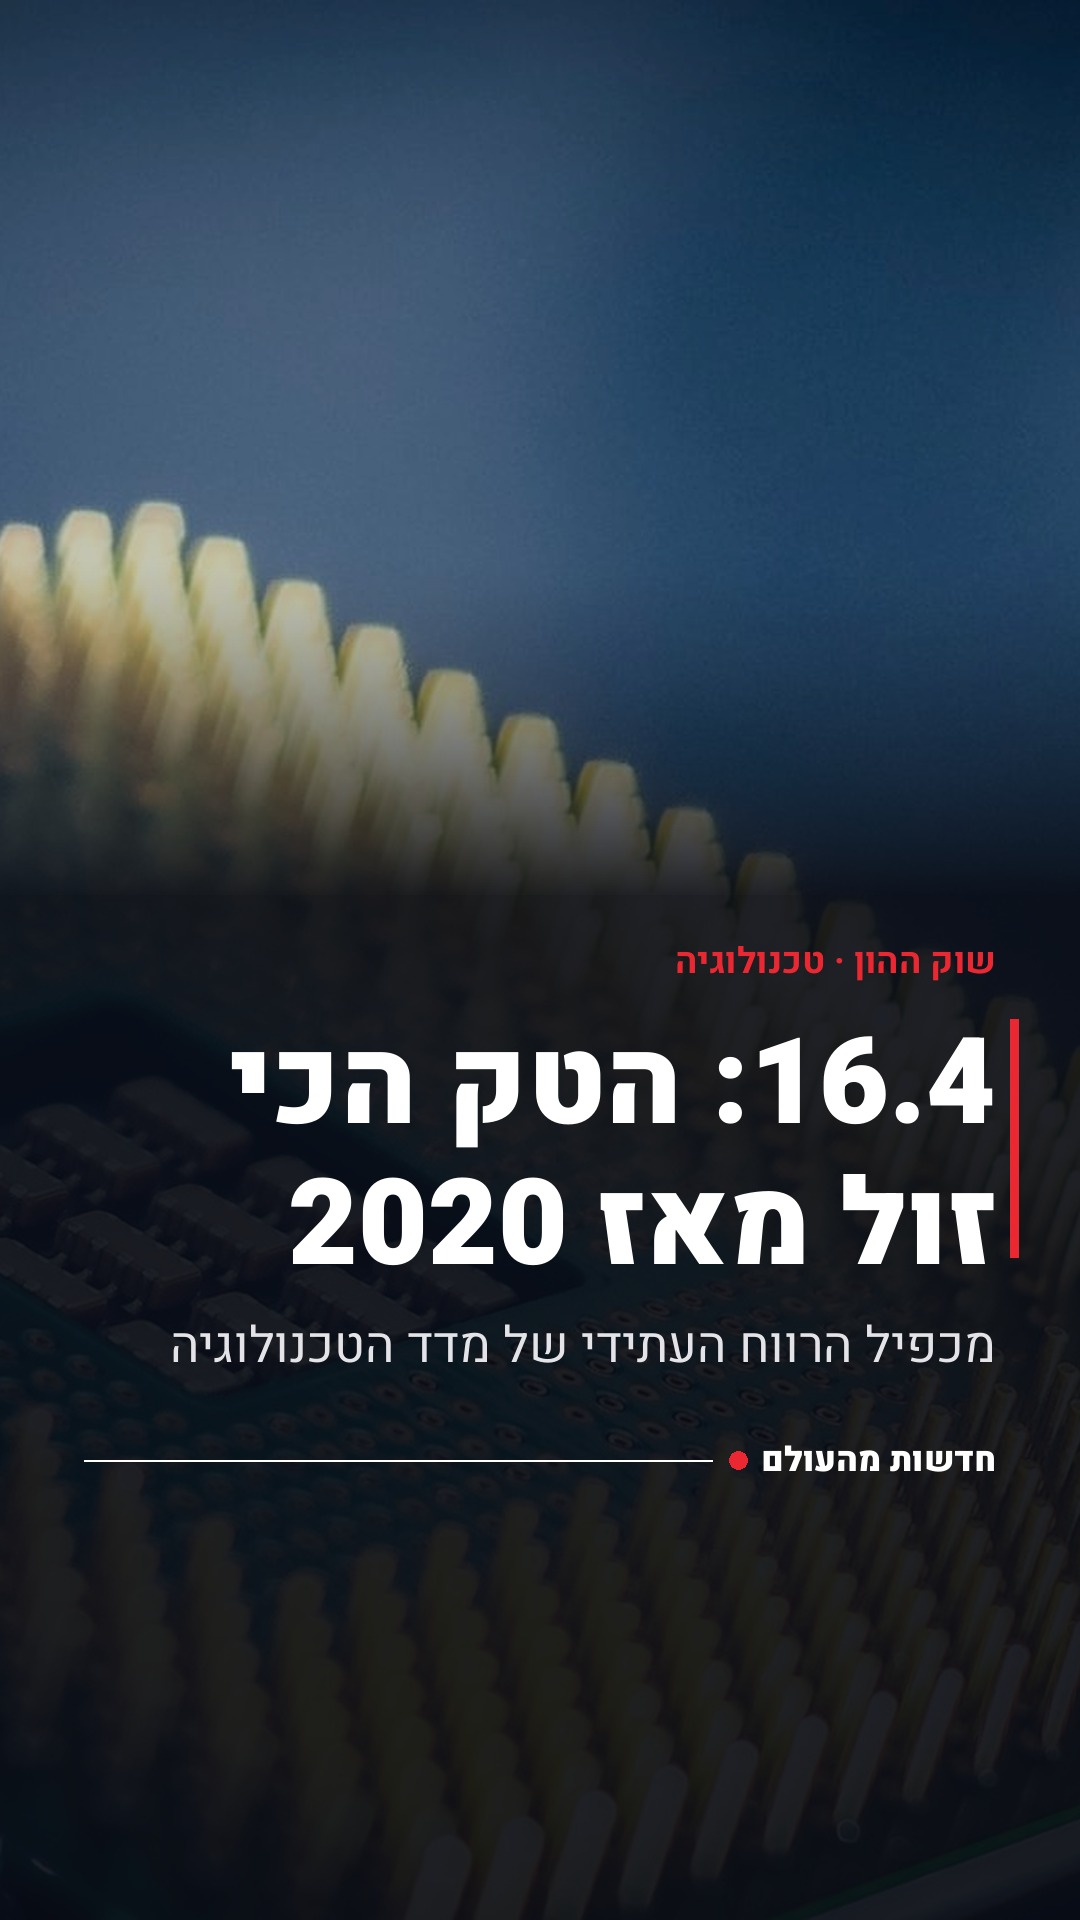 שוק ההון · טכנולוגיה
16.4: הטק הכי
זול מאז 2020
מכפיל הרווח העתידי של מדד הטכנולוגיה
חדשות מהעולם